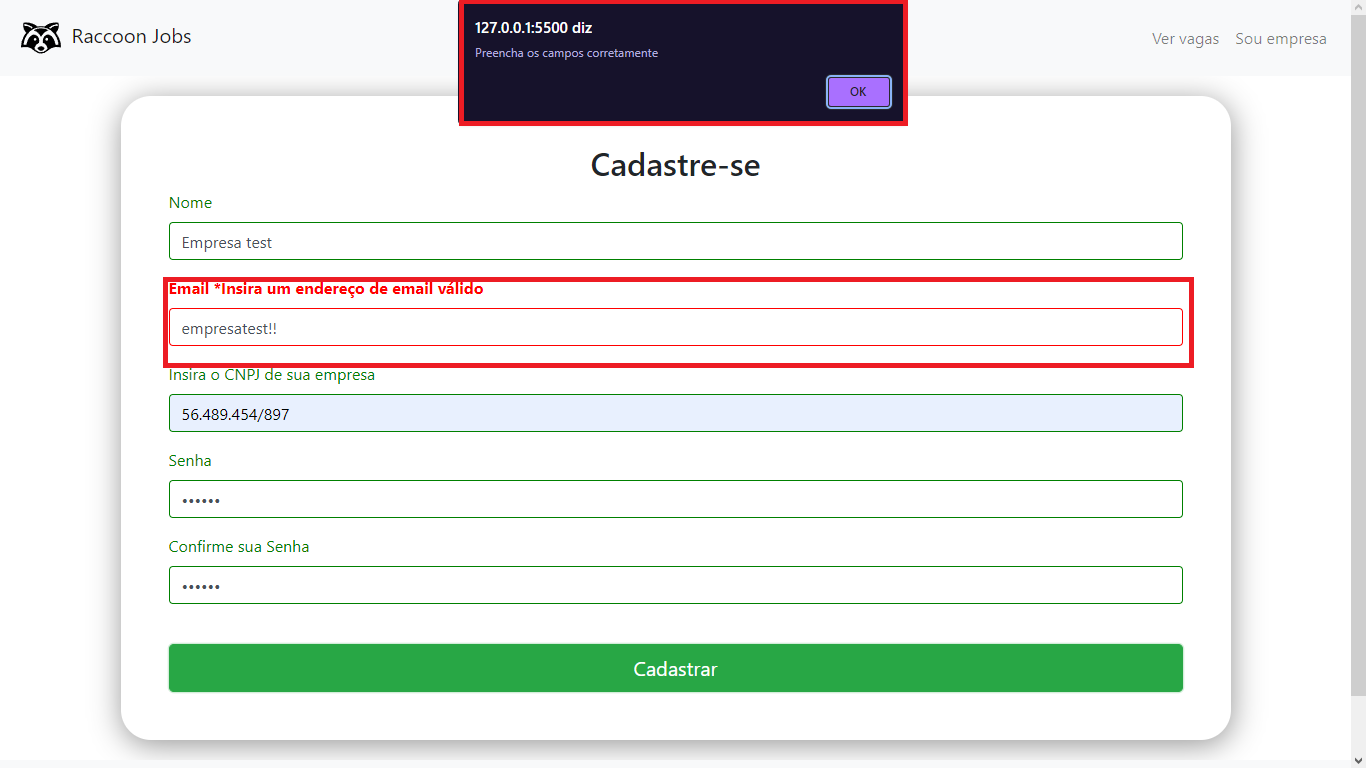 Raccoon Jobs
127.0.0.1:5500 diz
Preencha os campos corretamente
OK
Ver vagas
Sou empresa
Cadastre-se
Nome
Empresa test
Email *Insira um endereço de email válido
empresatest!!
Insira o CNPJ de sua empresa
56.489.454/897
Senha
••••••
Confirme sua Senha
••••••
Cadastrar